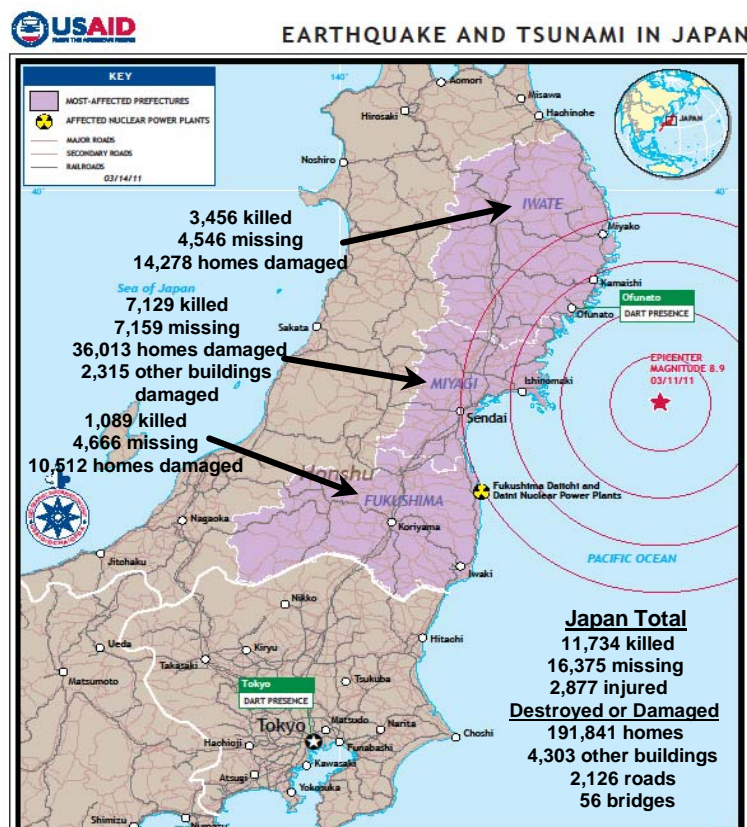 USAID
FROM THE AMERICAN PEOPLE
EARTHQUAKE AND TSUNAMI IN JAPAN
KEY
MOST-AFFECTED PREFECTURES
AFFECTED NUCLEAR POWER PLANTS
MAJOR ROADS
SECONDARY ROADS
RAILROADS
03/14/11
140°
Aomori
Misawa
Hirosaki
Hachinohe
JAPAN
Noshiro
40°
40°
IWATE
3,456 killed
4,546 missing
14,278 homes damaged
Miyako
Sea of Japan
Kamaishi
7,129 killed
7,159 missing
36,013 homes damaged
2,315 other buildings
damaged
Sakata
Ofunato
Ofunato
DART PRESENCE
EPICENTER
MAGNITUDE 8.9
03/11/11
MIYAGI
Ishinomaki
Sendai
1,089 killed
4,666 missing
10,512 homes damaged
Honshu
FUKUSHIMA
Fukushima Daiichi and
Daini Nuclear Power Plants
Nagaoka
Koriyama
Jitohaku
Iwaki
PACIFIC OCEAN
Nikko
Hitachi
Ueda
Kiryu
Takasaki
Matsumoto
Tsukuba
Tokyo
DART PRESENCE
Tokyo
Matsudo
Narita
Hachioji
Funabashi
Choshi
Kawasaki
Atsugi
Yokosuka
Shimizu
Numazu
Japan Total
11,734 killed
16,375 missing
2,877 injured
Destroyed or Damaged
191,841 homes
4,303 other buildings
2,126 roads
56 bridges